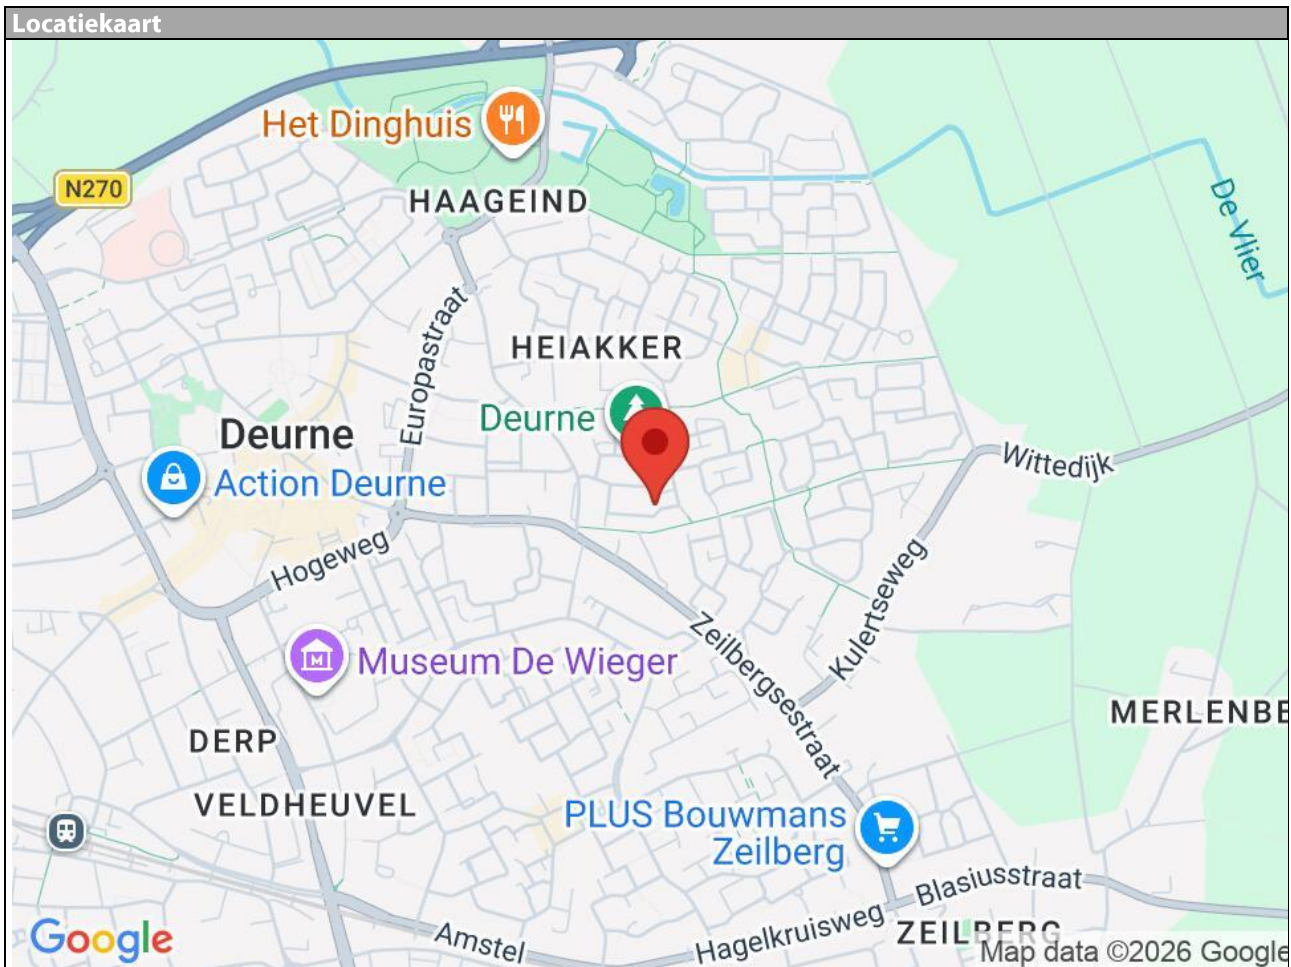 Locatiekaart
Het Dinghuis
N270
HAAGEIND
De Vlier
Europastraat
HEIAKKER
Deurne
Deurne
Action Deurne
Wittedijk
Hogeweg
Kulertseweg
Zeilbergsestraat
Museum De Wieger
MERLENBE
DERP
VELDHEUVEL
PLUS Bouwmans
Zeilberg
Blasiusstraat
Hagelkruisweg
ZEILBERG
Amstel
Google
Map data ©2026 Google